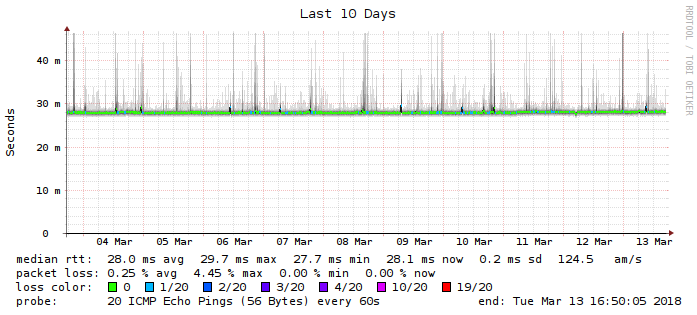 Last 10 Days
RRDTOOL / TOBI OETIKER
Seconds
40 m
30 m
20 m
10 m
0
04 Mar 05 Mar 06 Mar 07 Mar 08 Mar 09 Mar 10 Mar 11 Mar 12 Mar 13 Mar
median rtt: 28.0 ms avg 29.7 ms max 27.7 ms min 28.1 ms now 0.2 ms sd 124.5 am/s
packet loss: 0.25 % avg 4.45 % max 0.00 % min 0.00 % now
loss color: 0 1/20 2/20 3/20 4/20 10/20 19/20
probe: 20 ICMP Echo Pings (56 Bytes) every 60s end: Tue Mar 13 16:50:05 2018